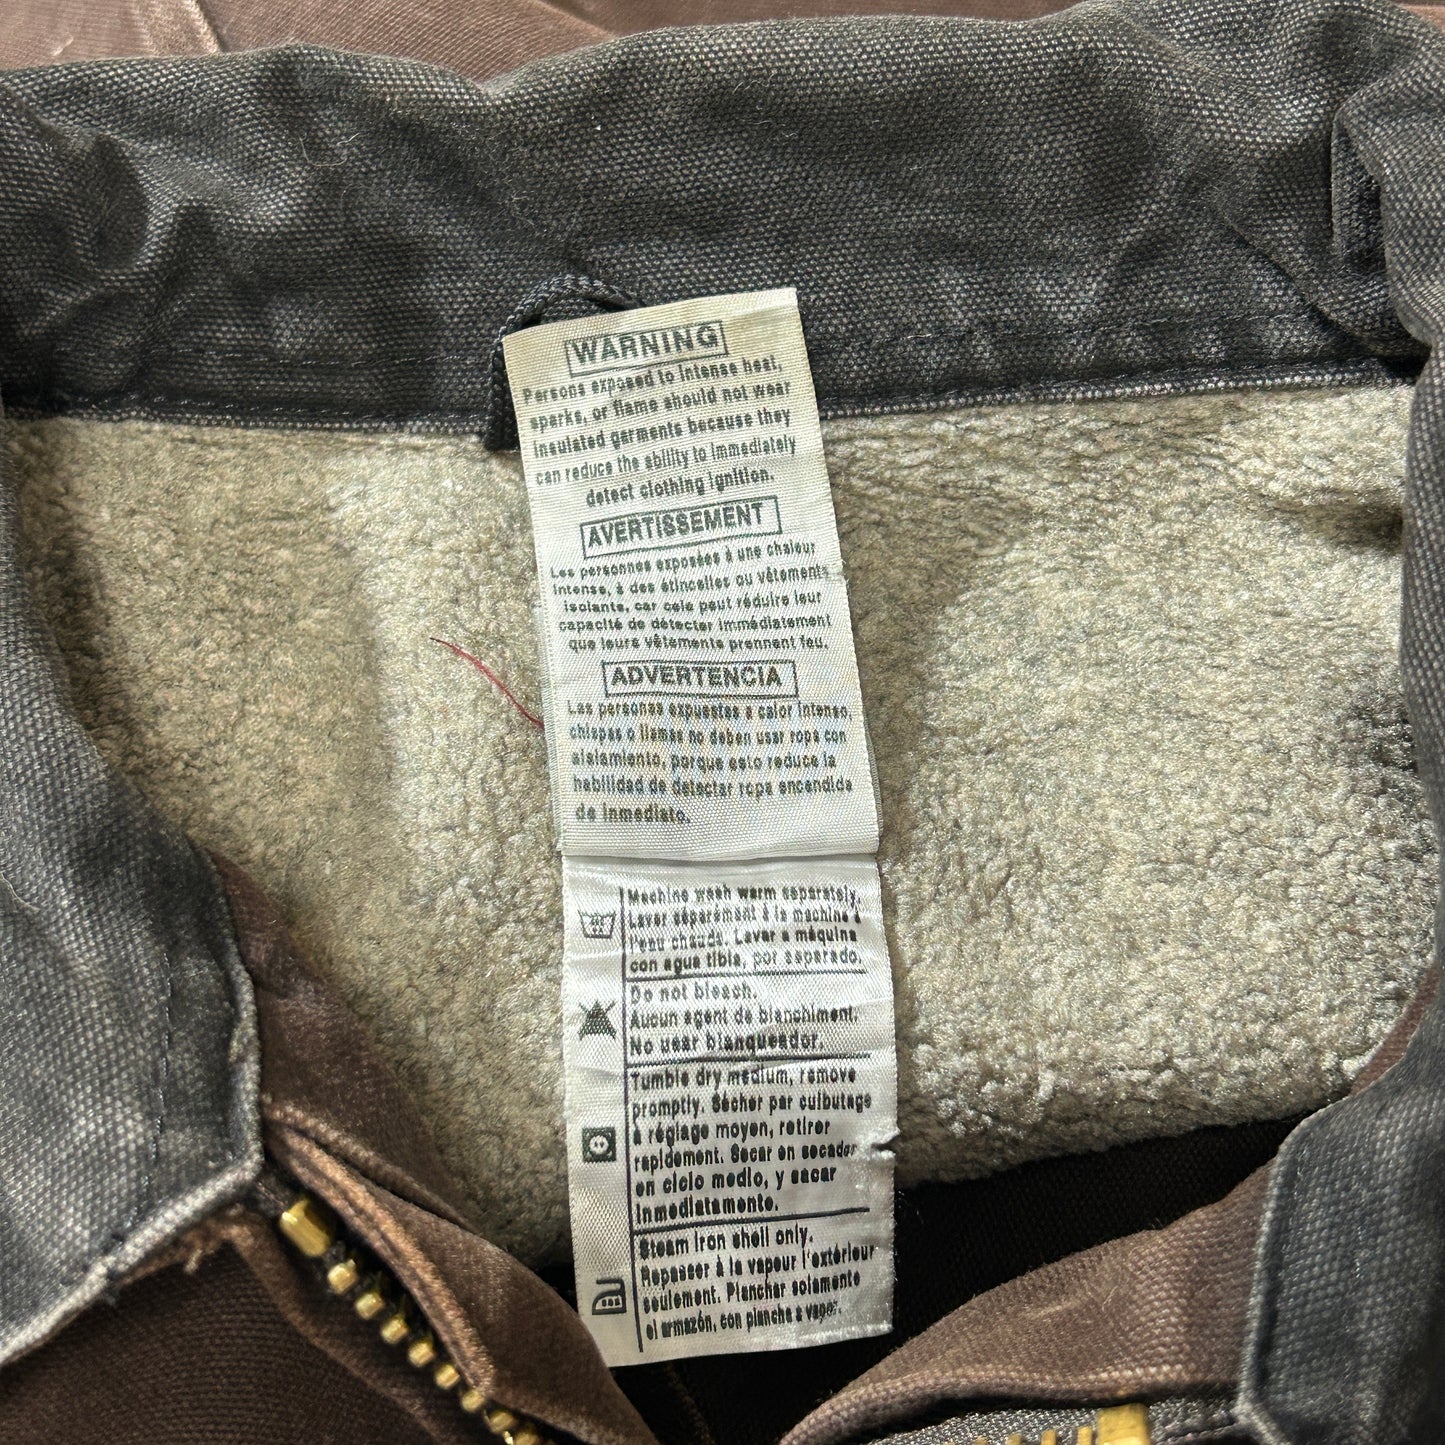 WARNING
Persons exposed to intense heat,
sparks, or flame should not wear
insulated garments because they
can reduce the ability to immediately
detect clothing ignition.
AVERTISSEMENT
Les personnes exposées à une chaleur
intense, à des étincelles ou vêtements
isolants, car cela peut réduire leur
capacité de détecter immédiatement
que leurs vêtements prennent feu.
ADVERTENCIA
Las personas expuestas a calor intenso,
chispas o llamas no deben usar ropa con
aislamiento, porque esto reduce la
habilidad de detectar ropa encendida
de inmediato.
Machine wash warm separately.
Laver séparément à la machine à
l'eau chaude. Lavar a máquina
con agua tibia, por separado.
Do not bleach.
Aucun agent de blanchiment.
No usar blanqueador.
Tumble dry medium, remove
promptly. Sécher par culbutage
à réglage moyen, retirer
rapidement. Secar en secador
en ciclo medio, y sacar
inmediatamente.
Steam iron shell only.
Repasser à la vapeur l'extérieur
seulement. Planchar solamente
el armazón, con plancha a vapor.